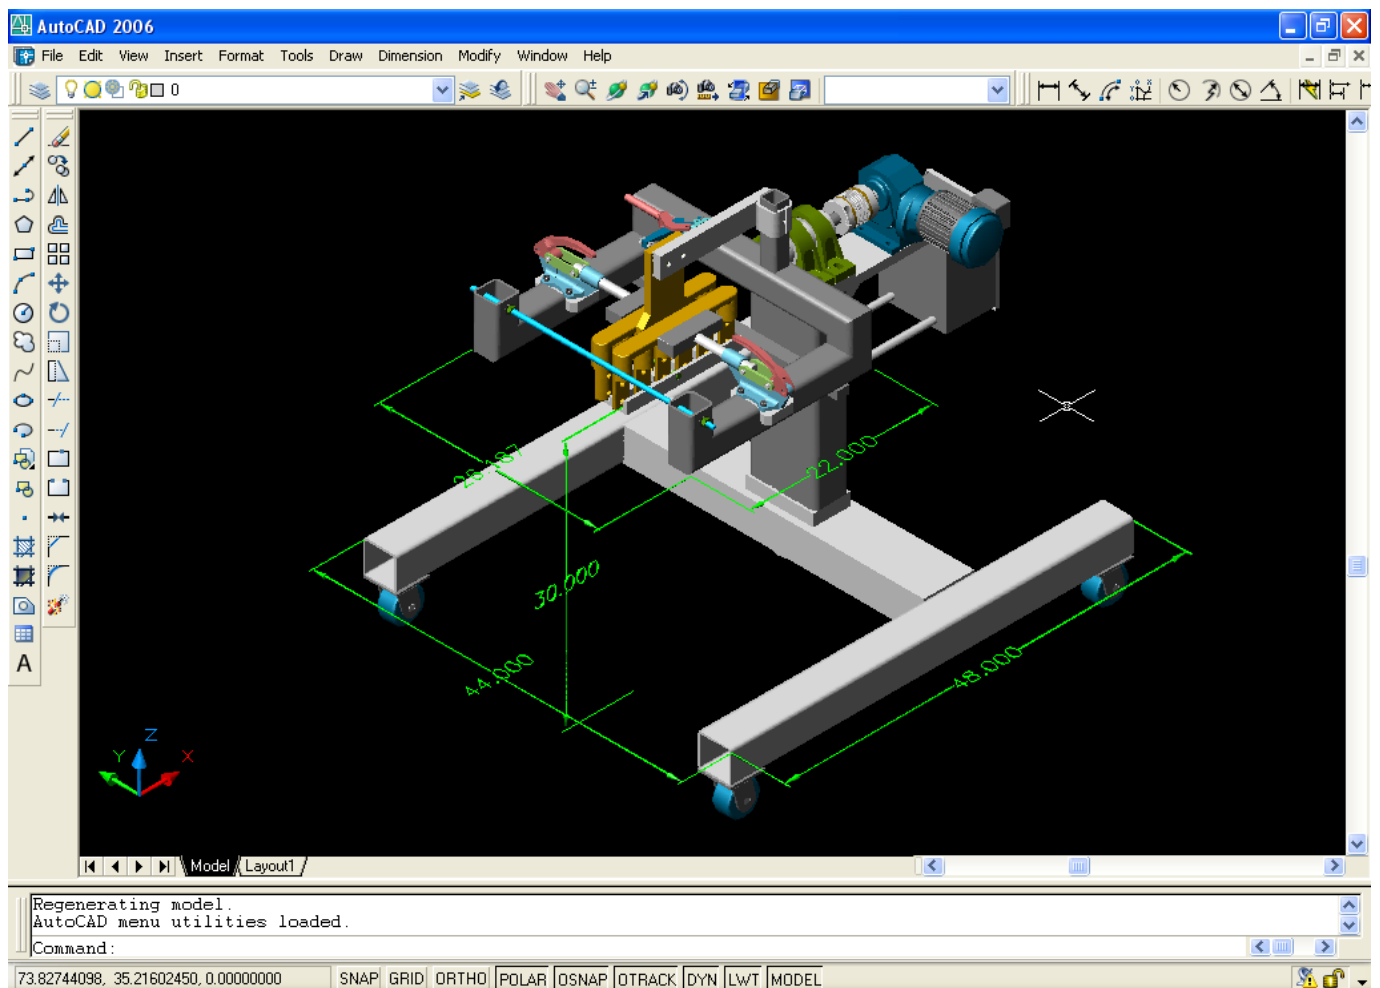 AutoCAD 2006
File Edit View Insert Format Tools Draw Dimension Modify Window Help
0
22.000
30.000
44.000
48.000
Z
Y
X
A
Model Layout1
Regenerating model.
AutoCAD menu utilities loaded.
Command:
73.82744098, 35.21602450, 0.00000000 SNAP GRID ORTHO POLAR OSNAP OTRACK DYN LWT MODEL